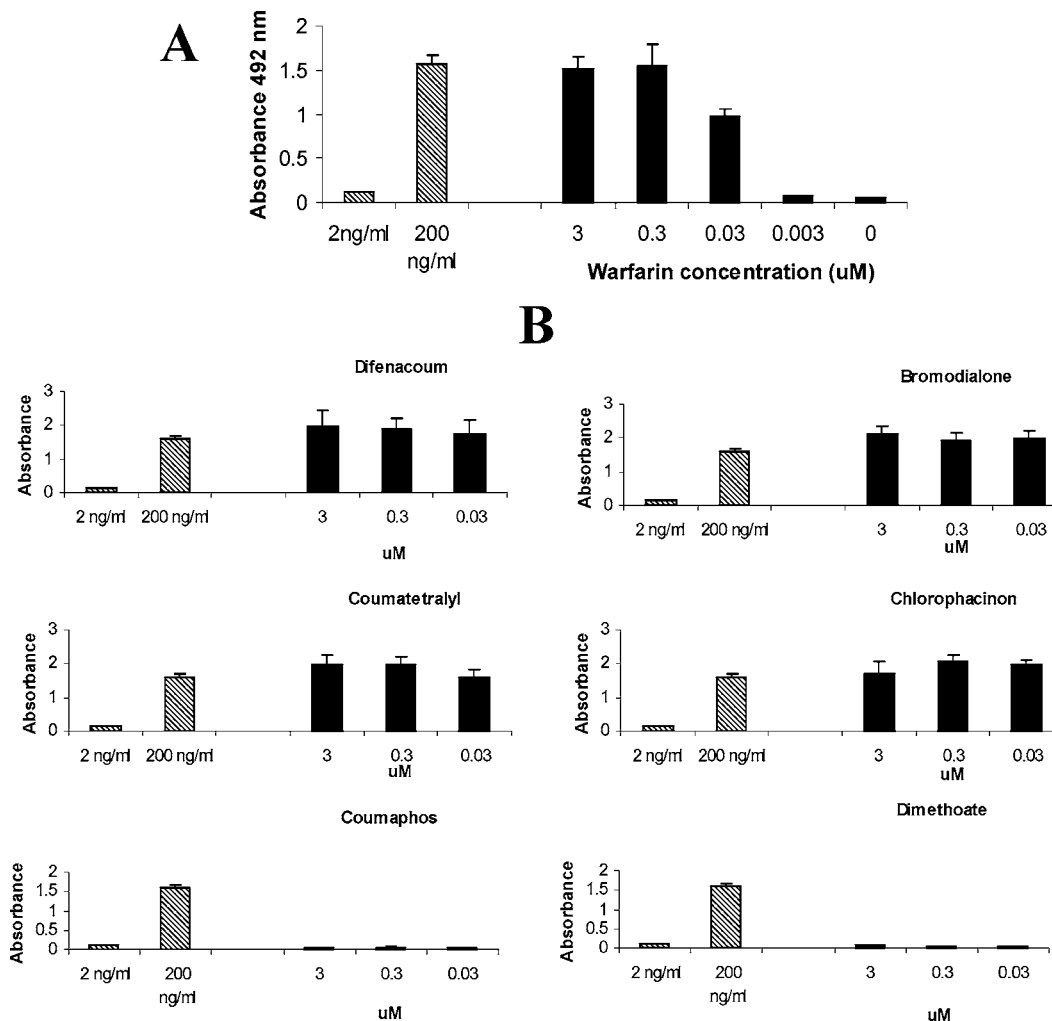 A
Absorbance 492 nm
2
1.5
1
0.5
0
2ng/ml 200 ng/ml 3 0.3 0.03 0.003 0
Warfarin concentration (uM)
B
Difenacoum
Absorbance
3
2
1
0
2 ng/ml 200 ng/ml 3 0.3 0.03
uM
Bromodialone
Absorbance
3
2
1
0
2 ng/ml 200 ng/ml 3 0.3 0.03
uM
Coumatetralyl
Absorbance
3
2
1
0
2 ng/ml 200 ng/ml 3 0.3 0.03
uM
Chlorophacinon
Absorbance
3
2
1
0
2 ng/ml 200 ng/ml 3 0.3 0.03
uM
Coumaphos
Absorbance
2
1.5
1
0.5
0
2 ng/ml 200 ng/ml 3 0.3 0.03
uM
Dimethoate
Absorbance
2
1.5
1
0.5
0
2 ng/ml 200 ng/ml 3 0.3 0.03
uM